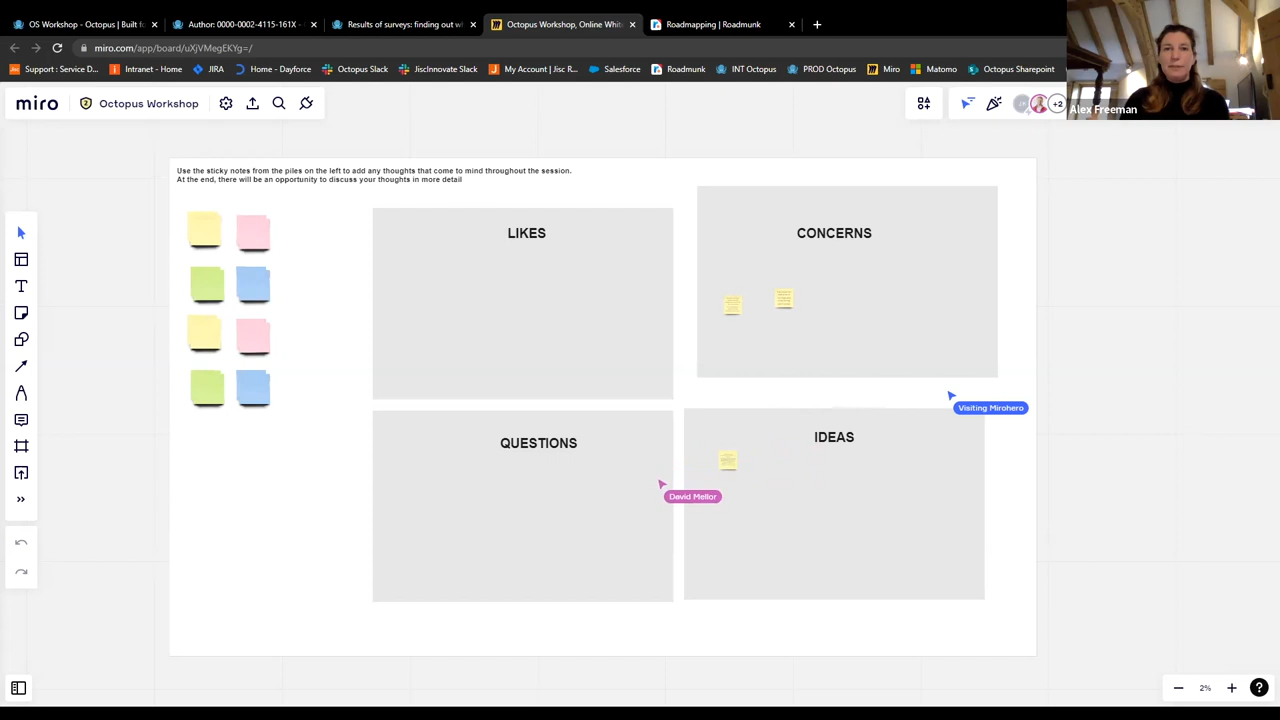 OS Workshop - Octopus | Built fo
Author: 0000-0002-4115-161X - O
Results of surveys: finding out w
Octopus Workshop, Online Whit
Roadmapping | Roadmunk
miro.com/app/board/uXjVMegEKYg=/
Support : Service D...
Intranet - Home
JIRA
Home - Dayforce
Octopus Slack
JiscInnovate Slack
My Account | Jisc R...
Salesforce
Roadmunk
INT Octopus
PROD Octopus
Miro
Matomo
Octopus Sharepoint
Alex Freeman
miro
Octopus Workshop
+2
Use the sticky notes from the piles on the left to add any thoughts that come to mind throughout the session.
At the end, there will be an opportunity to discuss your thoughts in more detail
LIKES
CONCERNS
Visiting Mirohero
QUESTIONS
IDEAS
David Mellor
2%